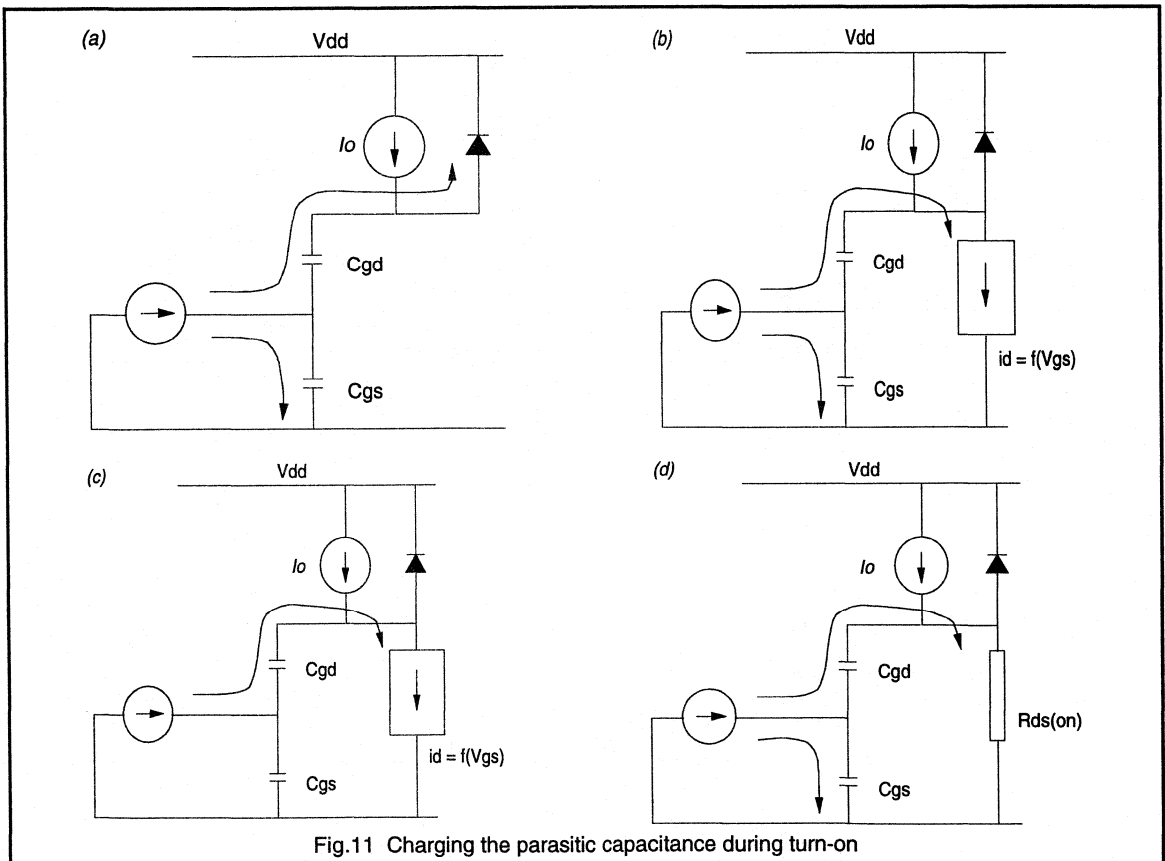 (a)
Vdd
Io
Cgd
Cgs
(b)
Vdd
Io
Cgd
id = f(Vgs)
Cgs
(c)
Vdd
Io
Cgd
id = f(Vgs)
Cgs
(d)
Vdd
Io
Cgd
Rds(on)
Cgs
Fig.11 Charging the parasitic capacitance during turn-on